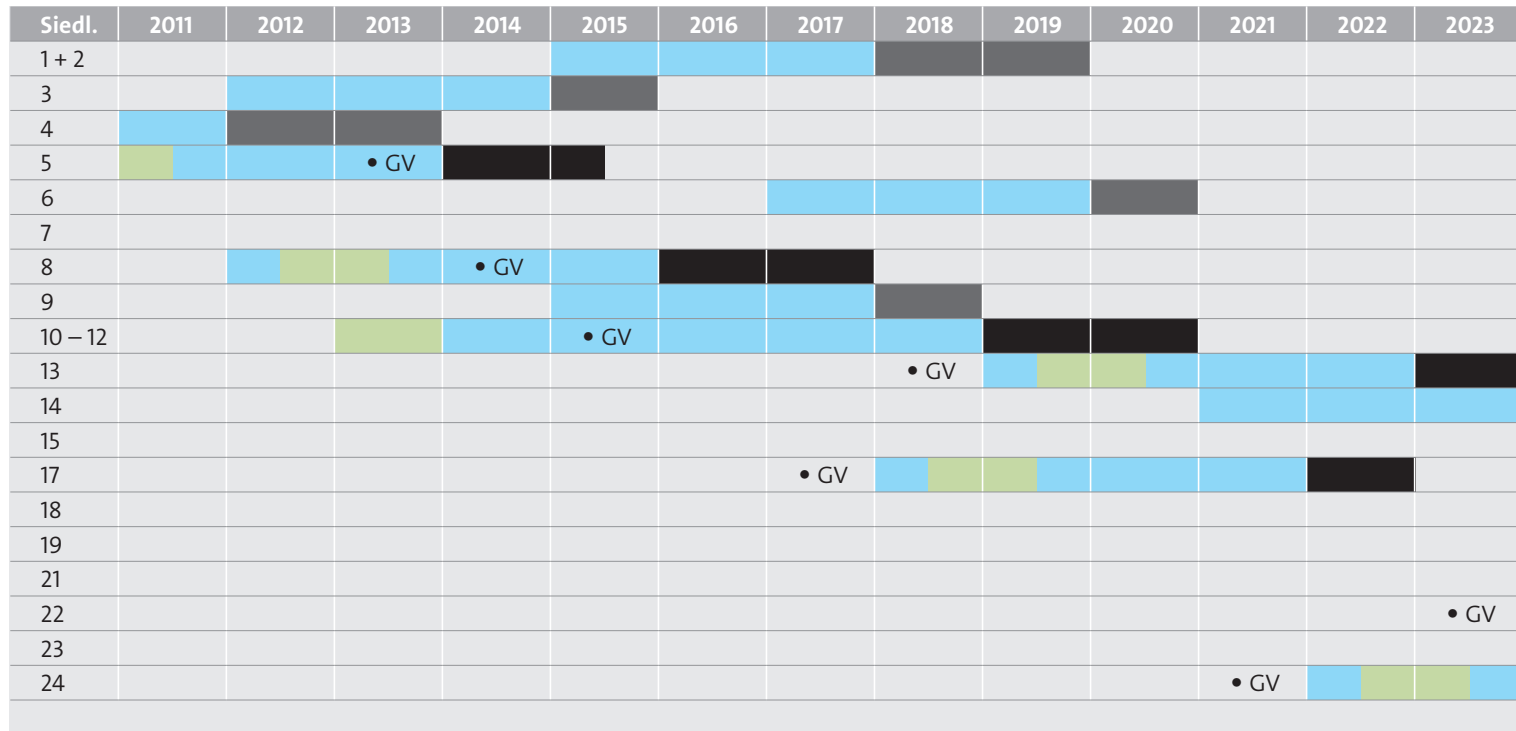 Siedl. 2011 2012 2013 2014 2015 2016 2017 2018 2019 2020 2021 2022 2023
1 + 2
3
4
5 • GV
6
7
8 • GV
9
10 – 12 • GV
13 • GV
14
15
17 • GV
18
19
21
22 • GV
23
24 • GV